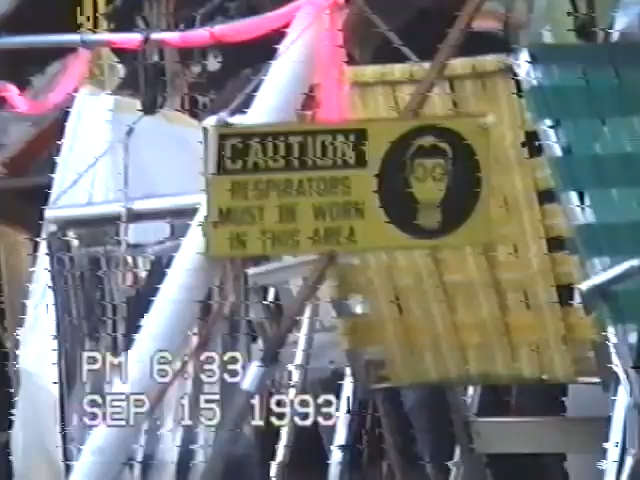 CAUTION
RESPIRATORS
MUST BE WORN
IN THIS AREA
PM 6:33
SEP 15 1993